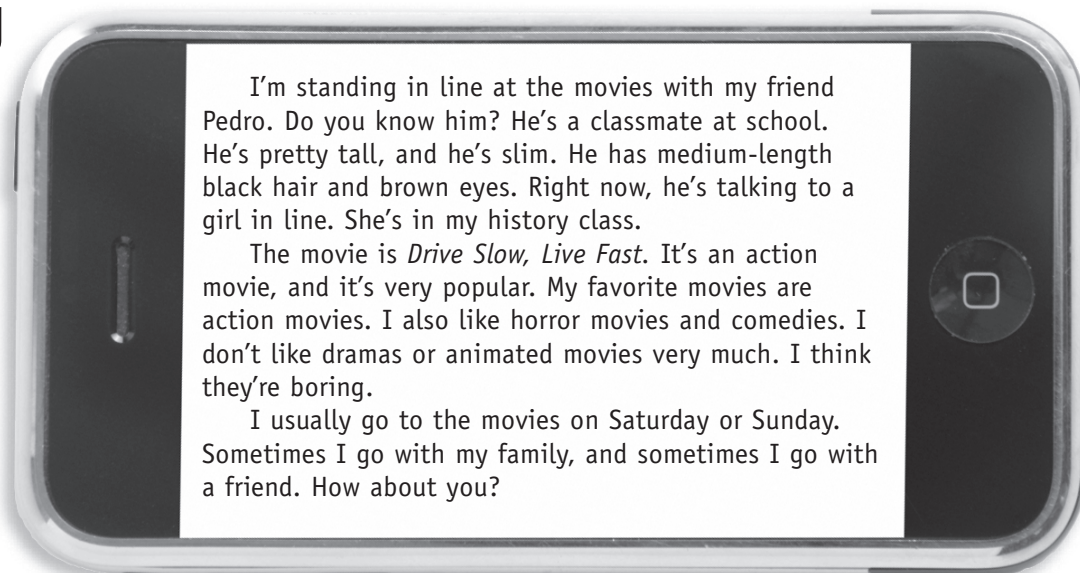 I'm standing in line at the movies with my friend
Pedro. Do you know him? He's a classmate at school.
He's pretty tall, and he's slim. He has medium-length
black hair and brown eyes. Right now, he's talking to a
girl in line. She's in my history class.
The movie is Drive Slow, Live Fast. It's an action
movie, and it's very popular. My favorite movies are
action movies. I also like horror movies and comedies. I
don't like dramas or animated movies very much. I think
they're boring.
I usually go to the movies on Saturday or Sunday.
Sometimes I go with my family, and sometimes I go with
a friend. How about you?